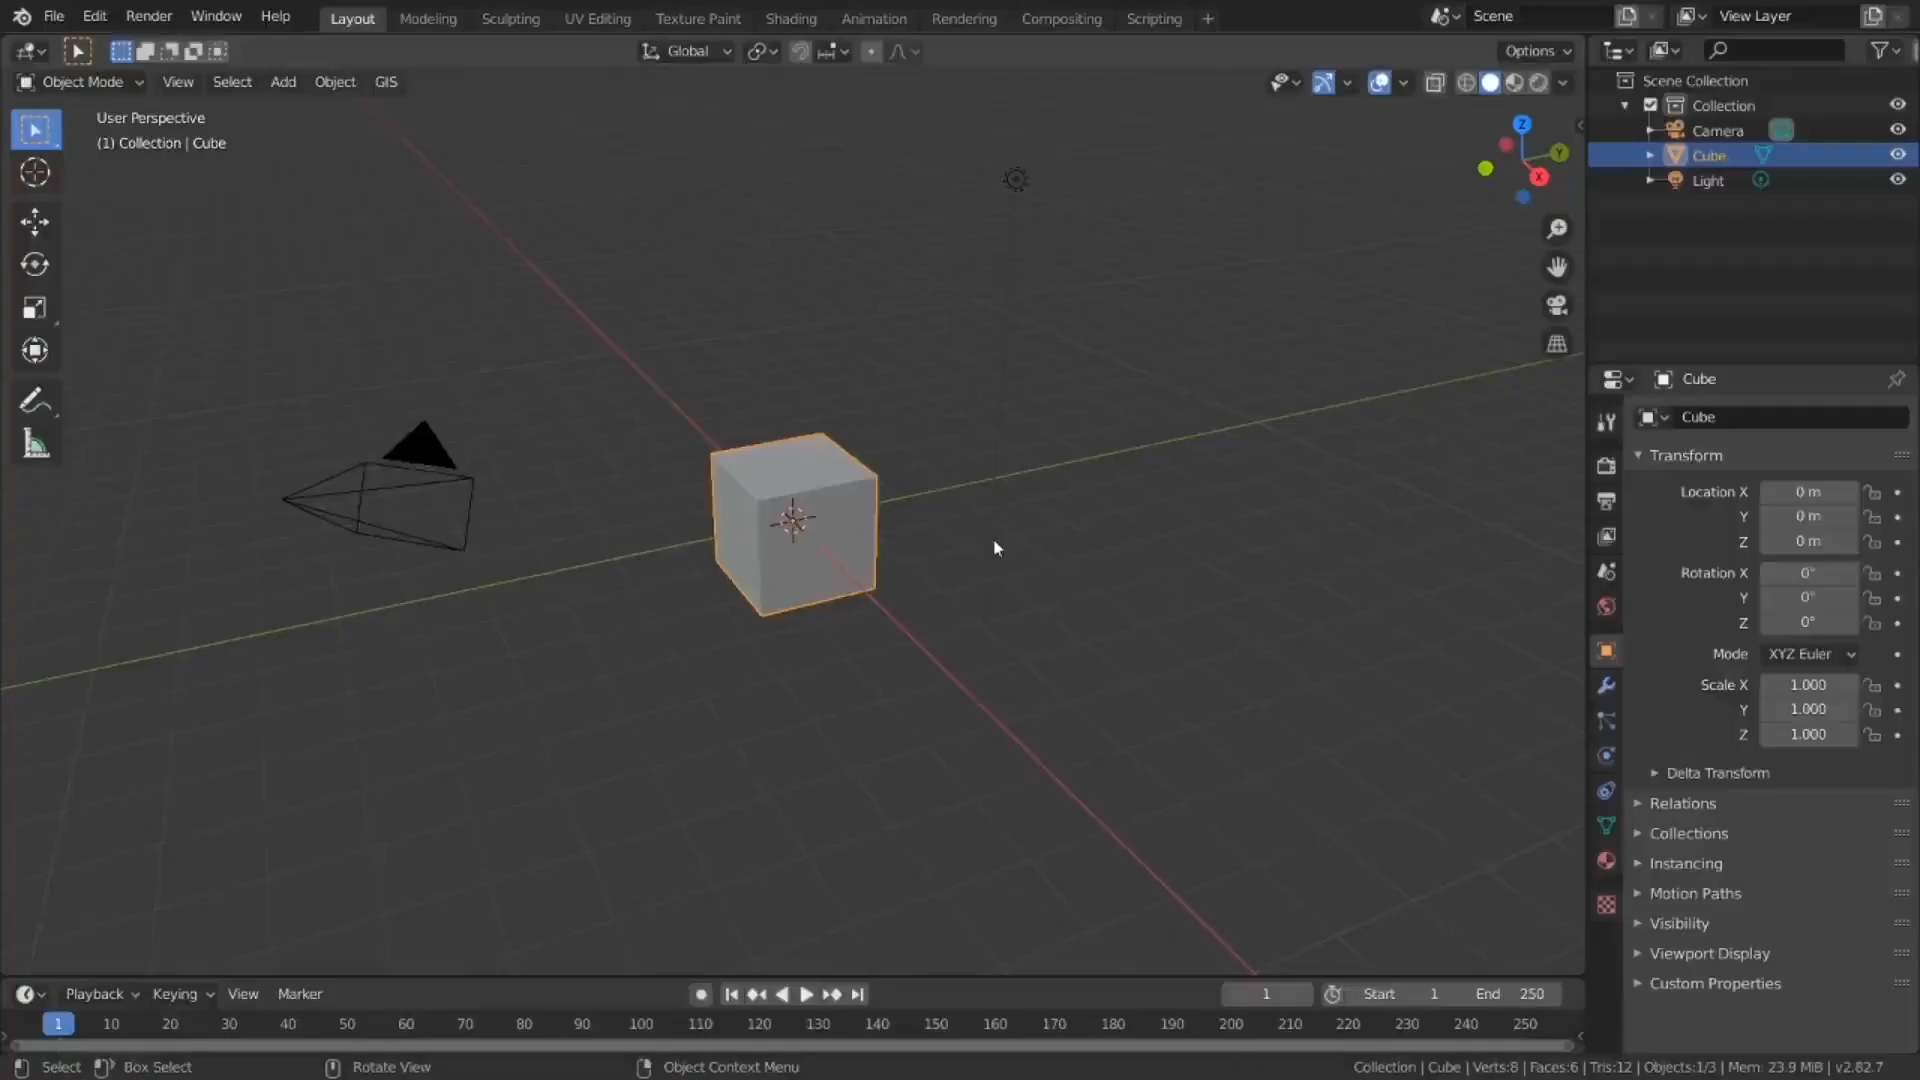 File Edit Render Window Help Layout Modeling Sculpting UV Editing Texture Paint Shading Animation Rendering Compositing Scripting + Scene View Layer
Global Options
Object Mode View Select Add Object GIS
User Perspective
(1) Collection | Cube
Z
Y
X
Scene Collection
Collection
Camera
Cube
Light
Cube
Cube
Transform
Location X 0 m
Y 0 m
Z 0 m
Rotation X 0°
Y 0°
Z 0°
Mode XYZ Euler
Scale X 1.000
Y 1.000
Z 1.000
Delta Transform
Relations
Collections
Instancing
Motion Paths
Visibility
Viewport Display
Custom Properties
Playback Keying View Marker 1 Start 1 End 250
1 10 20 30 40 50 60 70 80 90 100 110 120 130 140 150 160 170 180 190 200 210 220 230 240 250
Select Box Select Rotate View Object Context Menu Collection | Cube | Verts:8 | Faces:6 | Tris:12 | Objects:1/3 | Mem: 23.9 MiB | v2.82.7